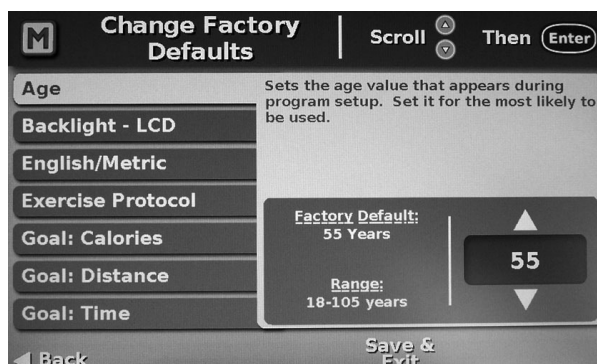 M
Change Factory
Defaults
Scroll
Then
Enter
Age
Backlight - LCD
English/Metric
Exercise Protocol
Goal: Calories
Goal: Distance
Goal: Time
Sets the age value that appears during
program setup. Set it for the most likely to
be used.
Factory Default:
55 Years
Range:
18-105 years
55
Back
Save &
Exit